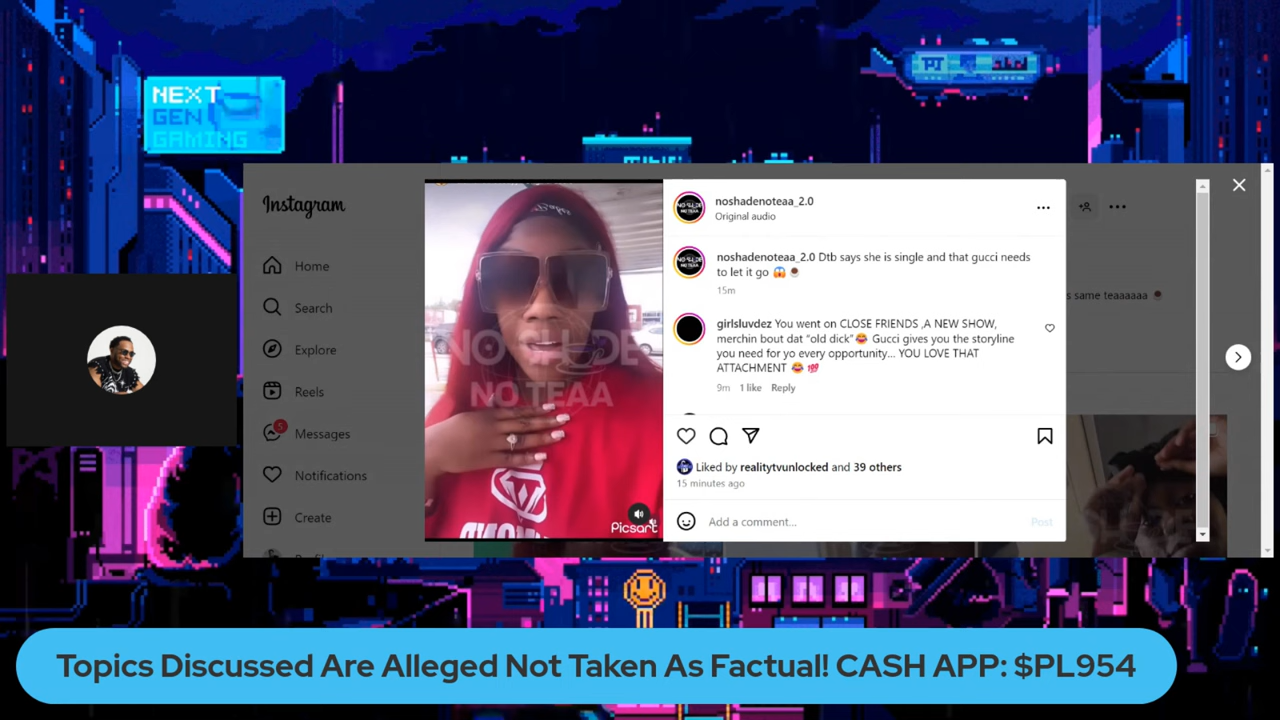 NEXT
GEN
GAMING
Instagram
Home
Search
Explore
Reels
5
Messages
Notifications
Create
NO SH DE
NO TEAA
Picsart
noshadenoteaa_2.0
Original audio
noshadenoteaa_2.0 Dtb says she is single and that gucci needs
to let it go 😱 ☕
15m
girlsluvdez You went on CLOSE FRIENDS ,A NEW SHOW,
merchin bout dat "old dick"😂 Gucci gives you the storyline
you need for yo every opportunity... YOU LOVE THAT
ATTACHMENT 😂 💯
9m 1 like Reply
Liked by realitytvunlocked and 39 others
15 minutes ago
Add a comment...
Post
s same teaaaaaa ☕
Topics Discussed Are Alleged Not Taken As Factual! CASH APP: $PL954